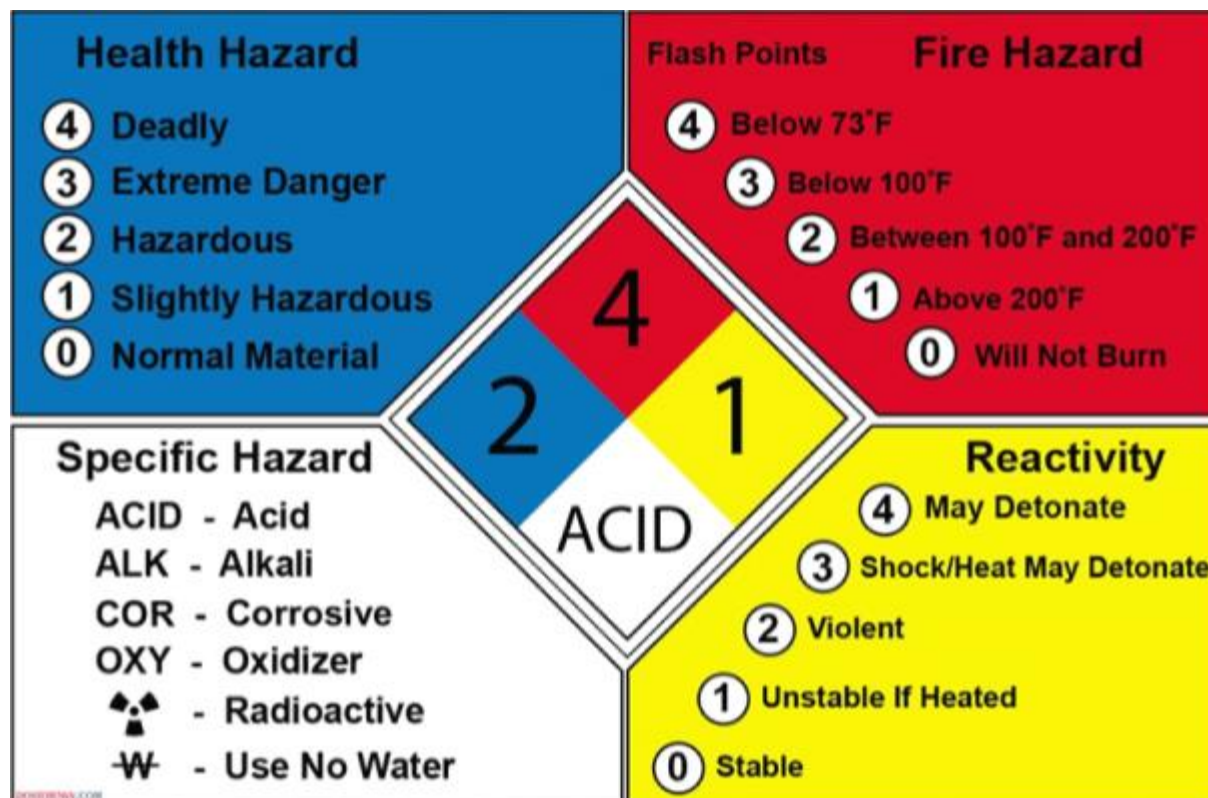 Health Hazard
4 Deadly
3 Extreme Danger
2 Hazardous
1 Slightly Hazardous
0 Normal Material
Flash Points Fire Hazard
4 Below 73°F
3 Below 100°F
2 Between 100°F and 200°F
1 Above 200°F
0 Will Not Burn
4
2 1
ACID
Specific Hazard
ACID - Acid
ALK - Alkali
COR - Corrosive
OXY - Oxidizer
- Radioactive
W - Use No Water
Reactivity
4 May Detonate
3 Shock/Heat May Detonate
2 Violent
1 Unstable If Heated
0 Stable